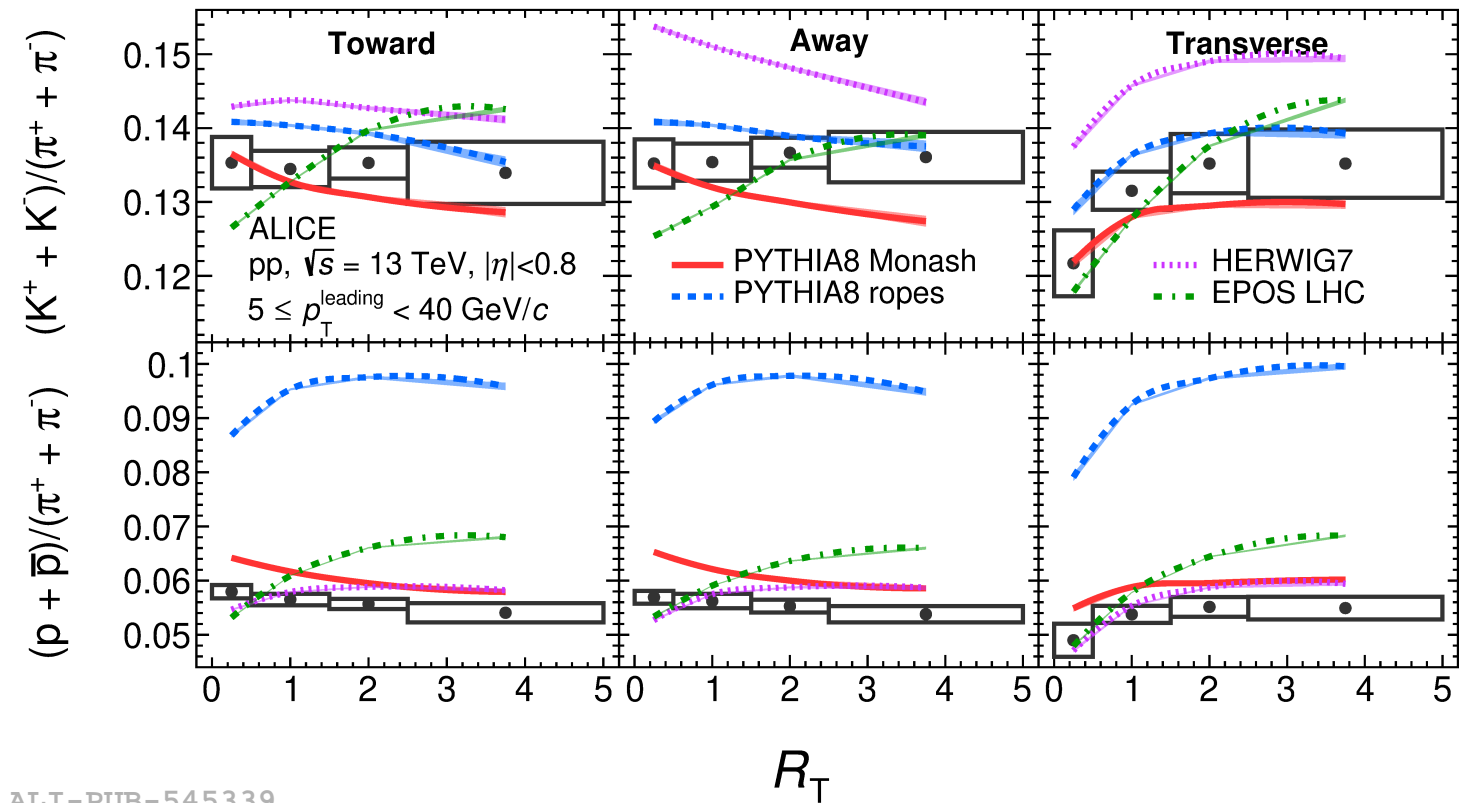 Toward
Away
Transverse
(K⁺ + K⁻)/(π⁺ + π⁻)
0.15
0.14
0.13
0.12
ALICE
pp, √s = 13 TeV, |η|<0.8
5 ≤ p_T^leading < 40 GeV/c
PYTHIA8 Monash
PYTHIA8 ropes
HERWIG7
EPOS LHC
(p + p̅)/(π⁺ + π⁻)
0.1
0.09
0.08
0.07
0.06
0.05
0 1 2 3 4 5 0 1 2 3 4 5 0 1 2 3 4 5
R_T
ALI-PUB-545339